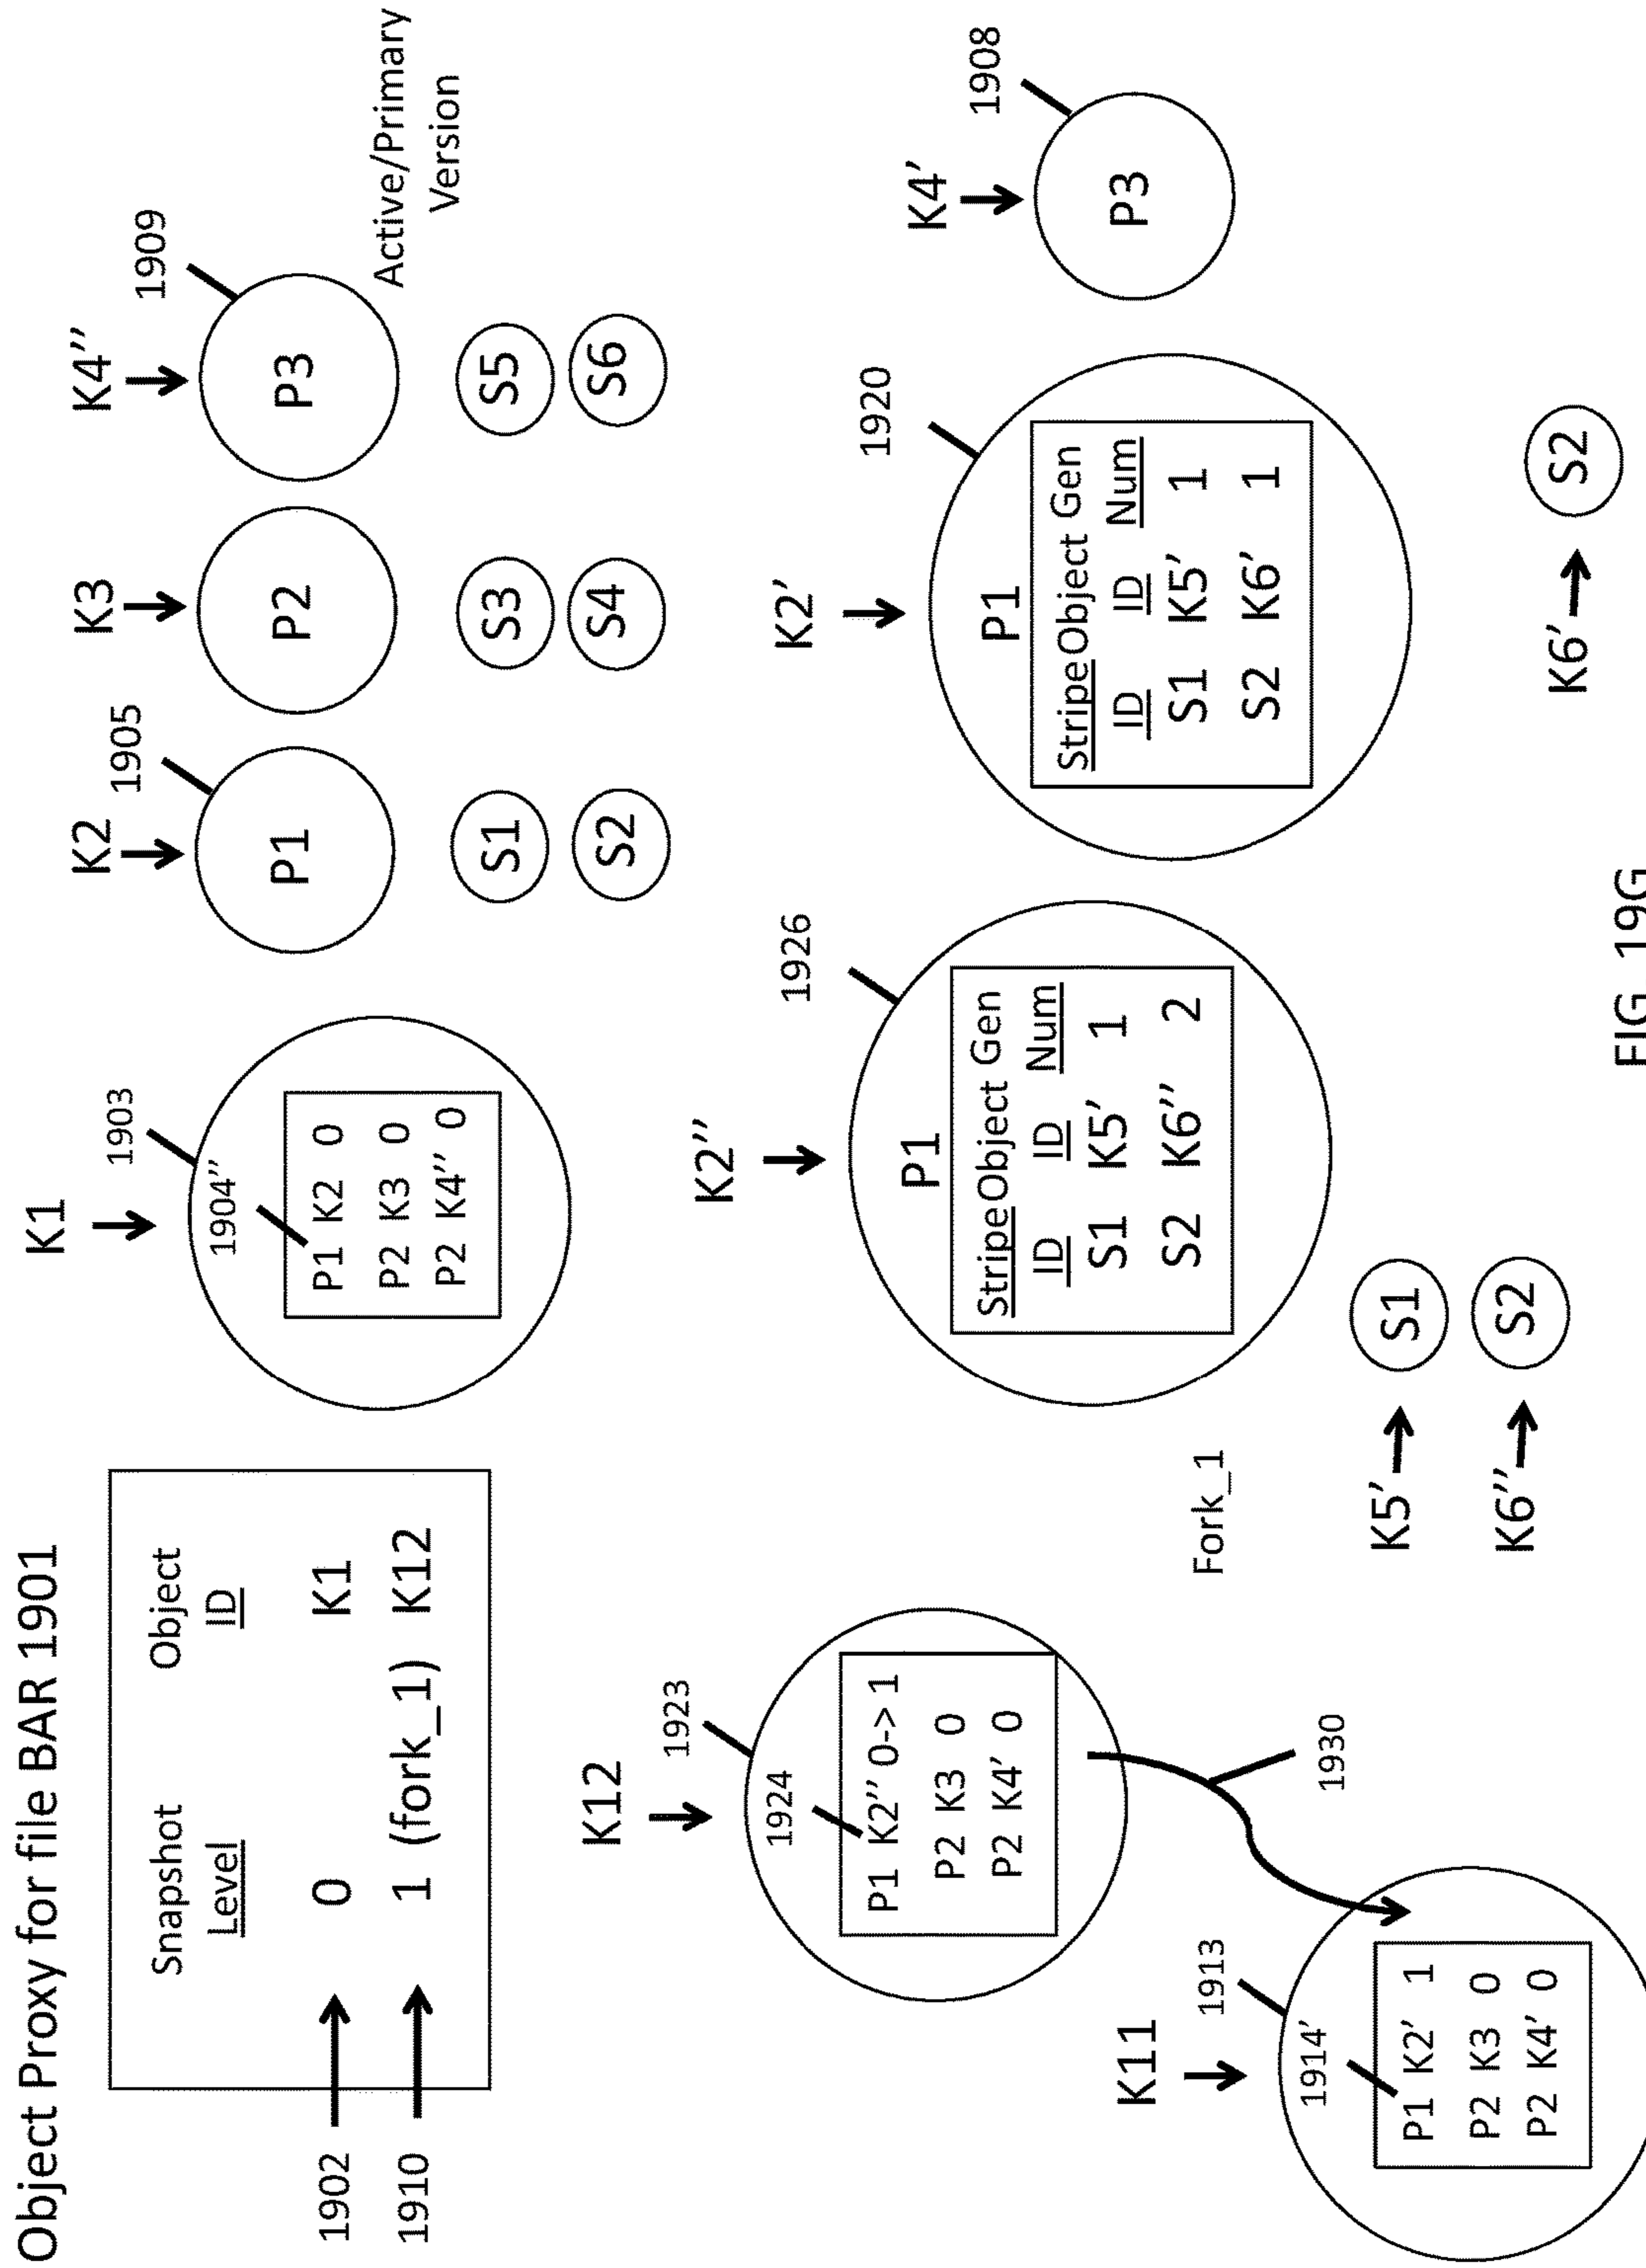 Object Proxy for file BAR 1901
Snapshot Object
Level ID
1902 0 K1
1910 1 (fork_1) K12
K1
1903
1904''
P1 K2 0
P2 K3 0
P2 K4'' 0
K2
1905
P1
S1
S2
K3
P2
S3
S4
K4''
1909
P3
S5
S6
Active/Primary
Version
K12
1923
1924
P1 K2'' 0-> 1
P2 K3 0
P2 K4' 0
1930
K11
1913
1914'
P1 K2' 1
P2 K3 0
P2 K4' 0
K2''
1926
P1
Stripe Object Gen
ID ID Num
S1 K5' 1
S2 K6'' 2
Fork_1
K5' S1
K6'' S2
K2'
1920
P1
Stripe Object Gen
ID ID Num
S1 K5' 1
S2 K6' 1
K6' S2
K4'
1908
P3
FIG 19G